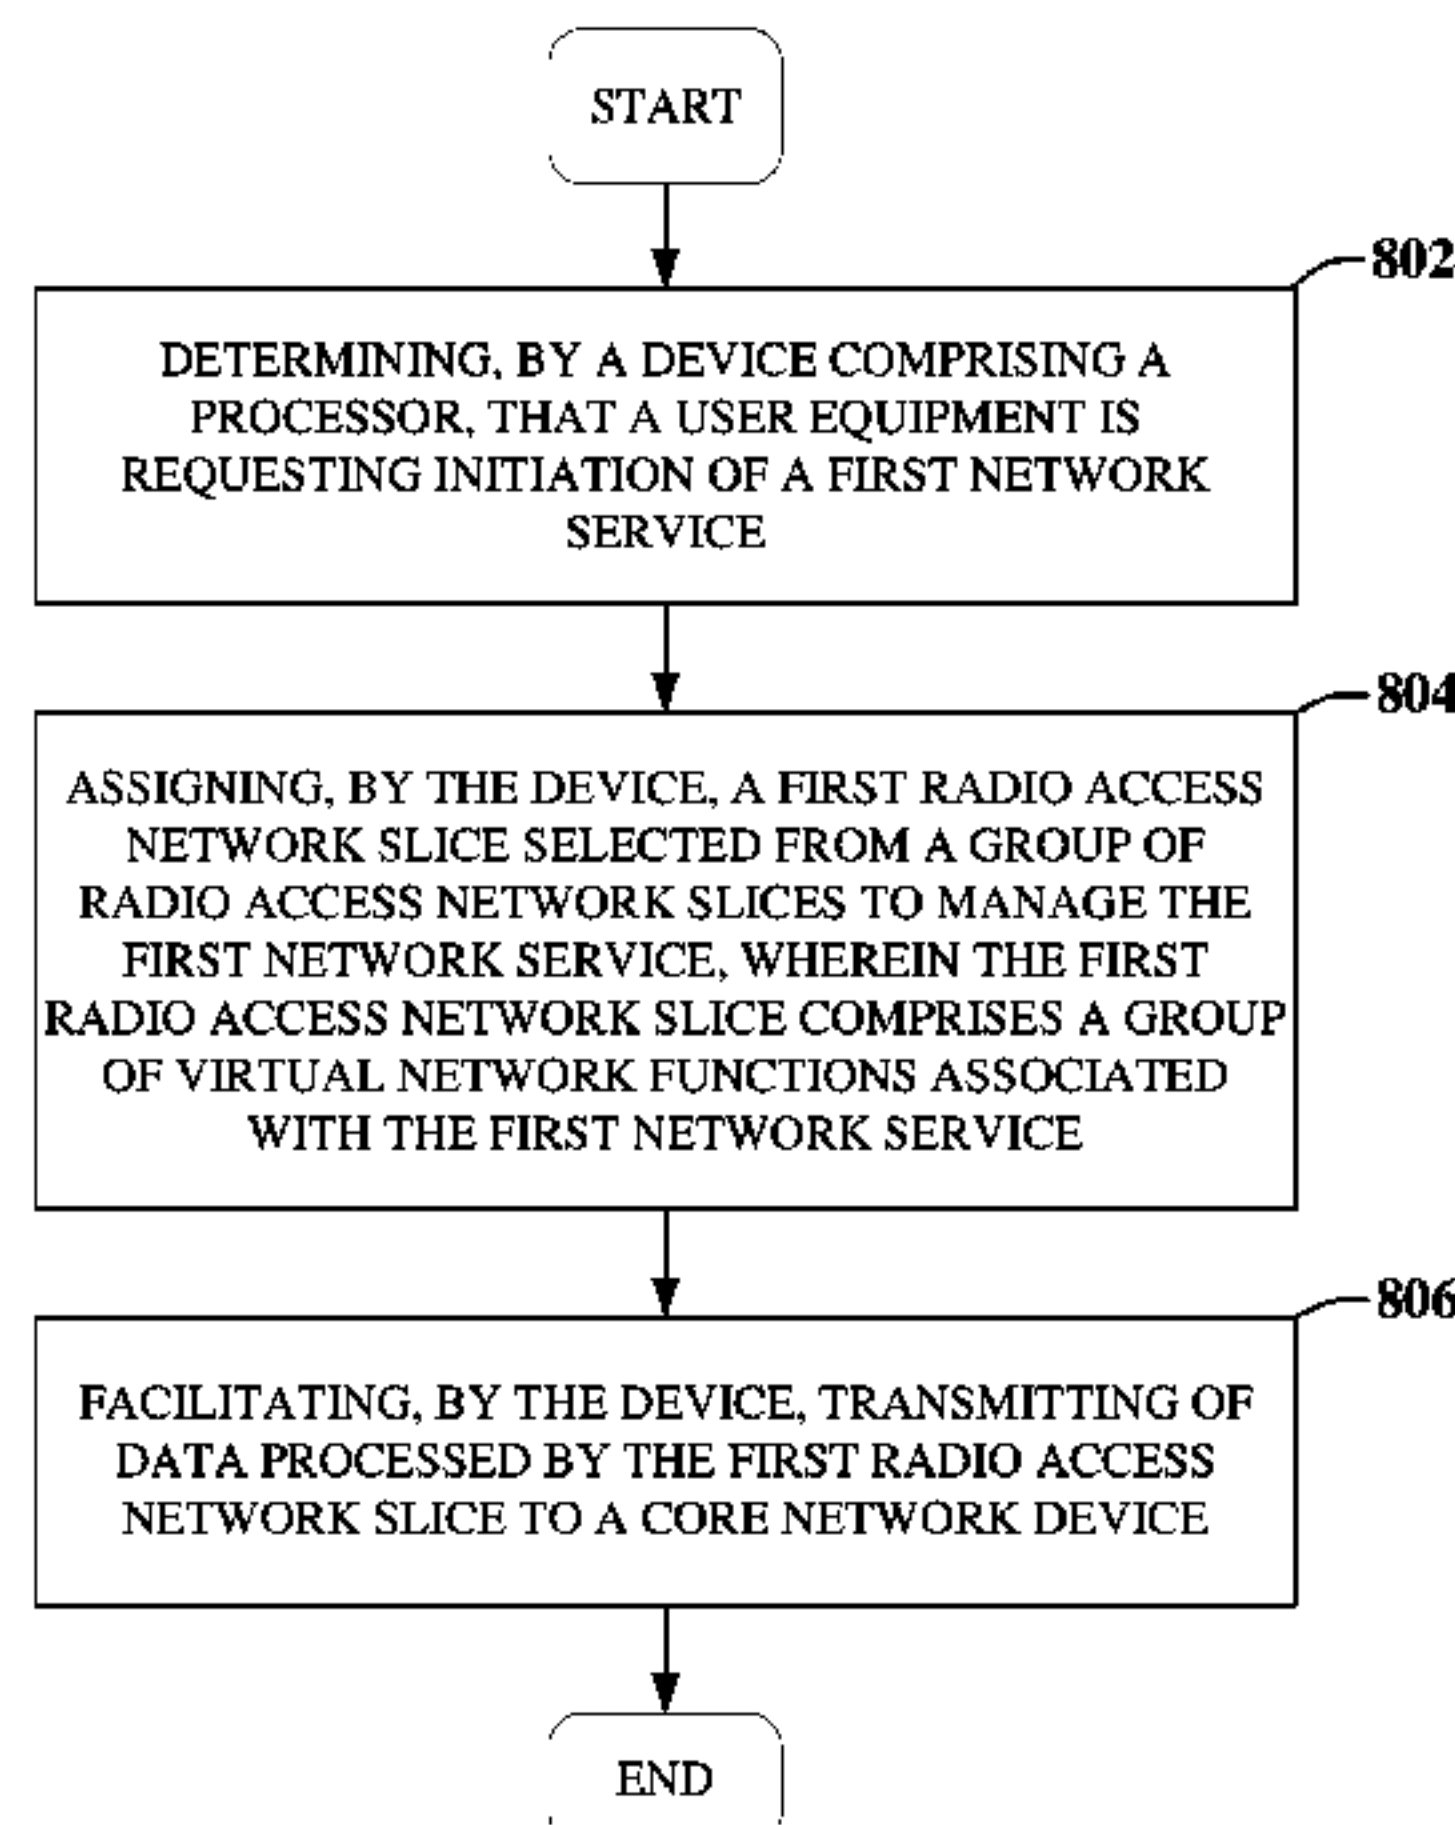 START
802
DETERMINING, BY A DEVICE COMPRISING A
PROCESSOR, THAT A USER EQUIPMENT IS
REQUESTING INITIATION OF A FIRST NETWORK
SERVICE
804
ASSIGNING, BY THE DEVICE, A FIRST RADIO ACCESS
NETWORK SLICE SELECTED FROM A GROUP OF
RADIO ACCESS NETWORK SLICES TO MANAGE THE
FIRST NETWORK SERVICE, WHEREIN THE FIRST
RADIO ACCESS NETWORK SLICE COMPRISES A GROUP
OF VIRTUAL NETWORK FUNCTIONS ASSOCIATED
WITH THE FIRST NETWORK SERVICE
806
FACILITATING, BY THE DEVICE, TRANSMITTING OF
DATA PROCESSED BY THE FIRST RADIO ACCESS
NETWORK SLICE TO A CORE NETWORK DEVICE
END